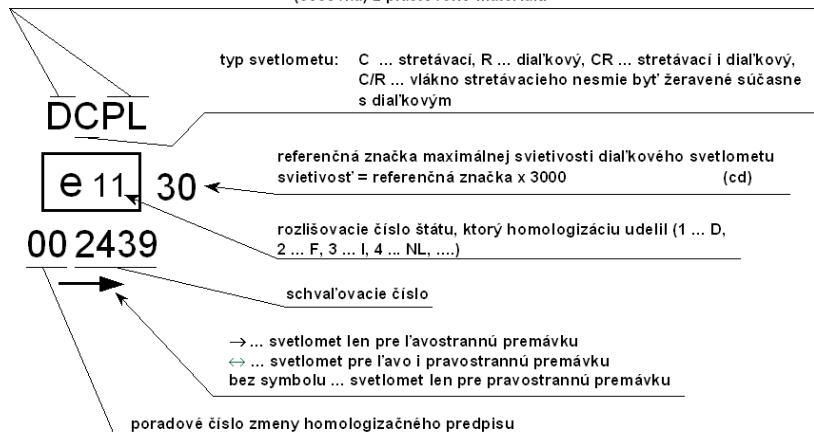 typ svetlometu: C ... stretávací, R ... diaľkový, CR ... stretávací i diaľkový,
C/R ... vlákno stretávacieho nesmie byť žeravené súčasne
s diaľkovým
DCPL
referenčná značka maximálnej svietivosti diaľkového svetlometu
svietivosť = referenčná značka x 3000 (cd)
e 11 30
rozlišovacie číslo štátu, ktorý homologizáciu udelil (1 ... D,
2 ... F, 3 ... I, 4 ... NL, ....)
00 2439
schvaľovacie číslo
→ ... svetlomet len pre ľavostrannú premávku
↔ ... svetlomet pre ľavo i pravostrannú premávku
bez symbolu ... svetlomet len pre pravostrannú premávku
poradové číslo zmeny homologizačného predpisu